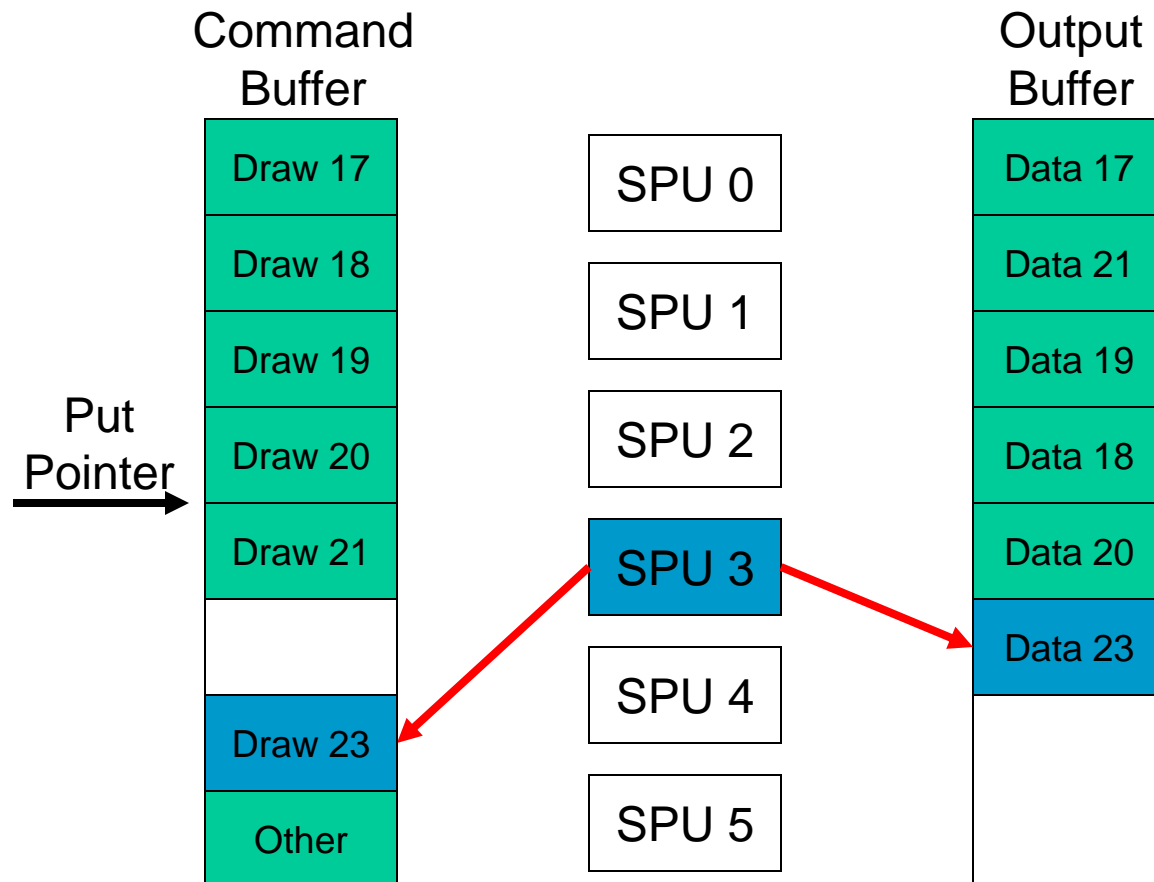 Command
Buffer
Draw 17
Draw 18
Draw 19
Draw 20
Draw 21
Draw 23
Other
Put
Pointer
SPU 0
SPU 1
SPU 2
SPU 3
SPU 4
SPU 5
Output
Buffer
Data 17
Data 21
Data 19
Data 18
Data 20
Data 23